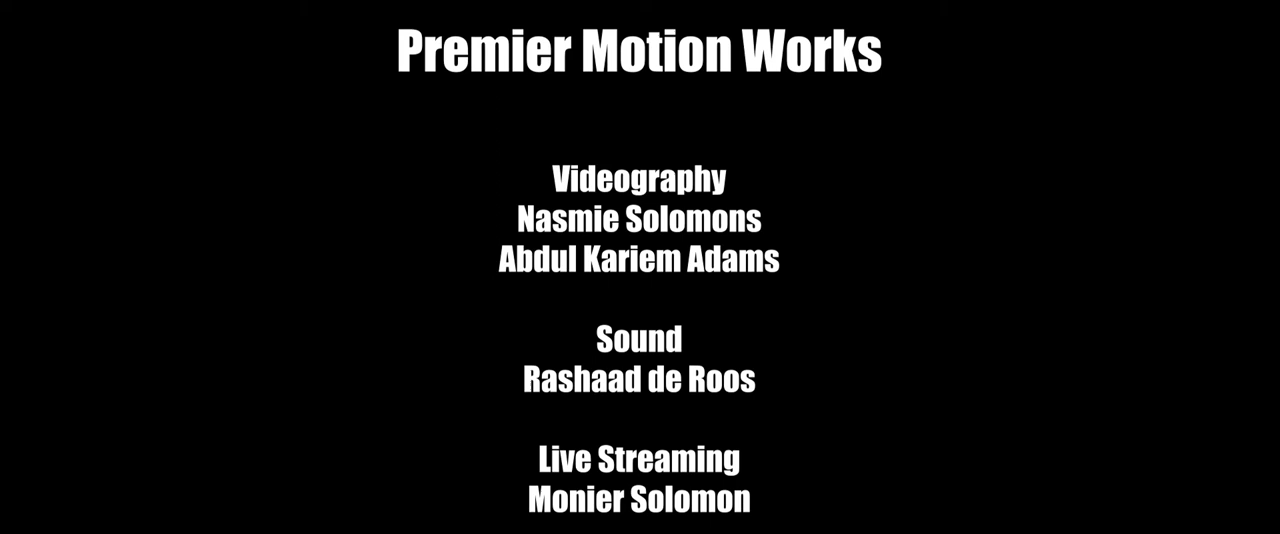 Premier Motion Works
Videography
Nasmie Solomons
Abdul Kariem Adams
Sound
Rashaad de Roos
Live Streaming
Monier Solomon